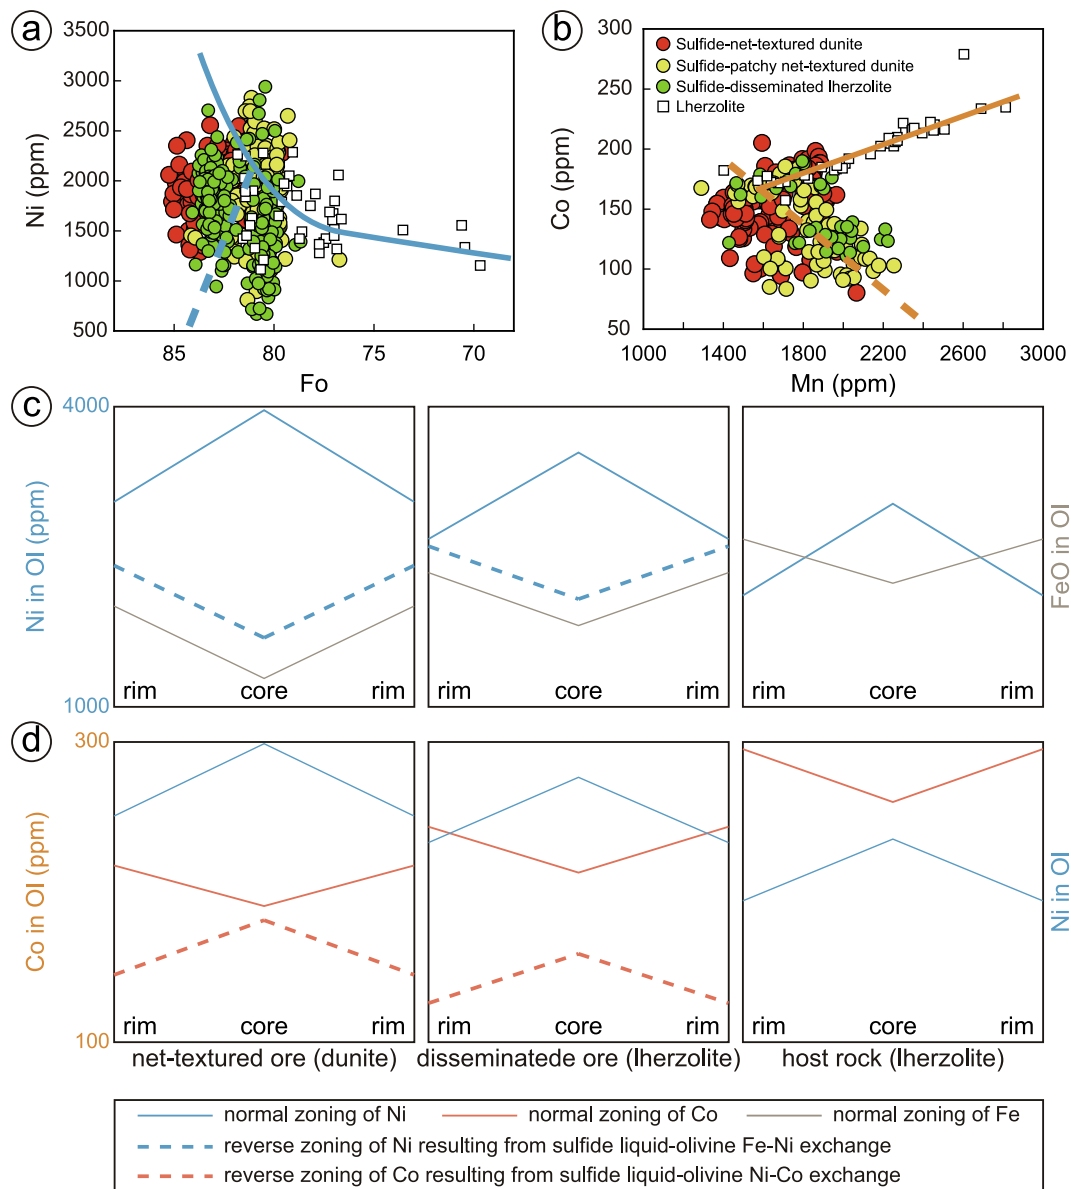 a
3500
3000
2500
2000
1500
1000
500
Ni (ppm)
85
80
75
70
Fo
b
300
250
200
150
100
50
Co (ppm)
Sulfide-net-textured dunite
Sulfide-patchy net-textured dunite
Sulfide-disseminated lherzolite
Lherzolite
1000
1400
1800
2200
2600
3000
Mn (ppm)
c
4000
1000
Ni in Ol (ppm)
rim core rim
rim core rim
rim core rim
FeO in Ol
d
300
100
Co in Ol (ppm)
rim core rim
rim core rim
rim core rim
Ni in Ol
net-textured ore (dunite)
disseminatede ore (lherzolite)
host rock (lherzolite)
normal zoning of Ni
normal zoning of Co
normal zoning of Fe
reverse zoning of Ni resulting from sulfide liquid-olivine Fe-Ni exchange
reverse zoning of Co resulting from sulfide liquid-olivine Ni-Co exchange